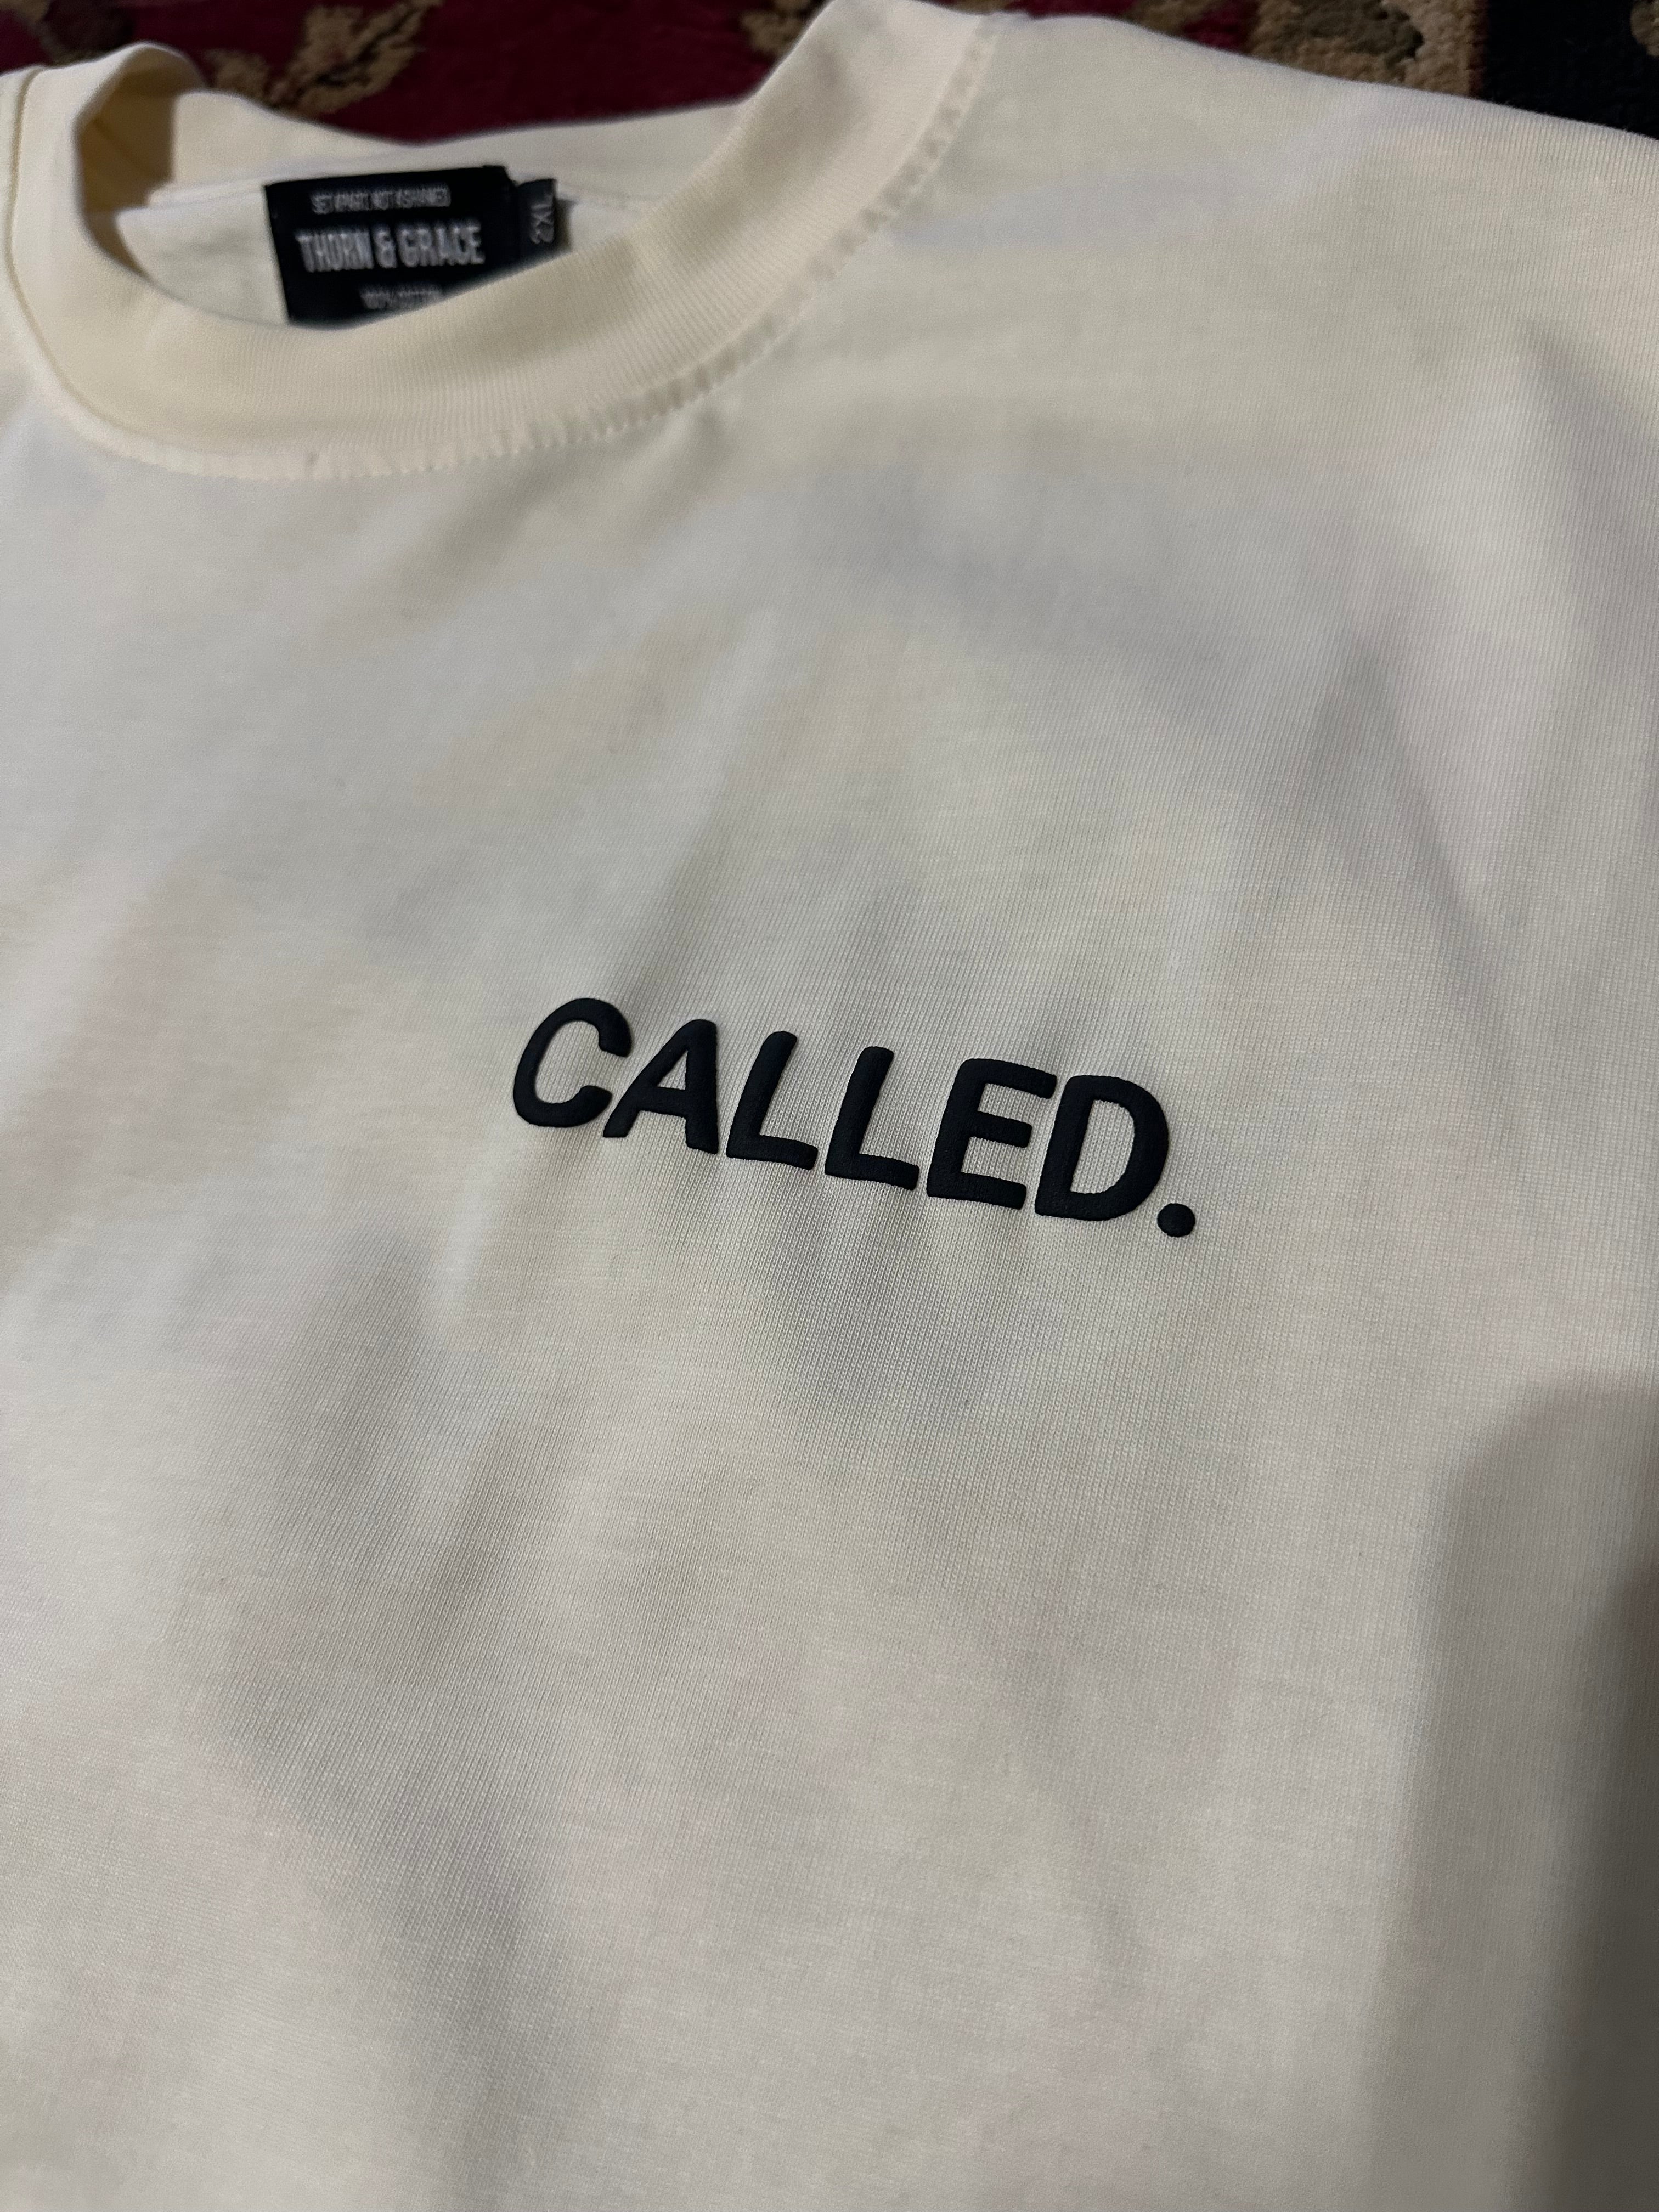 SET APART. NOT ASHAMED
THORN & GRACE
2XL
CALLED.